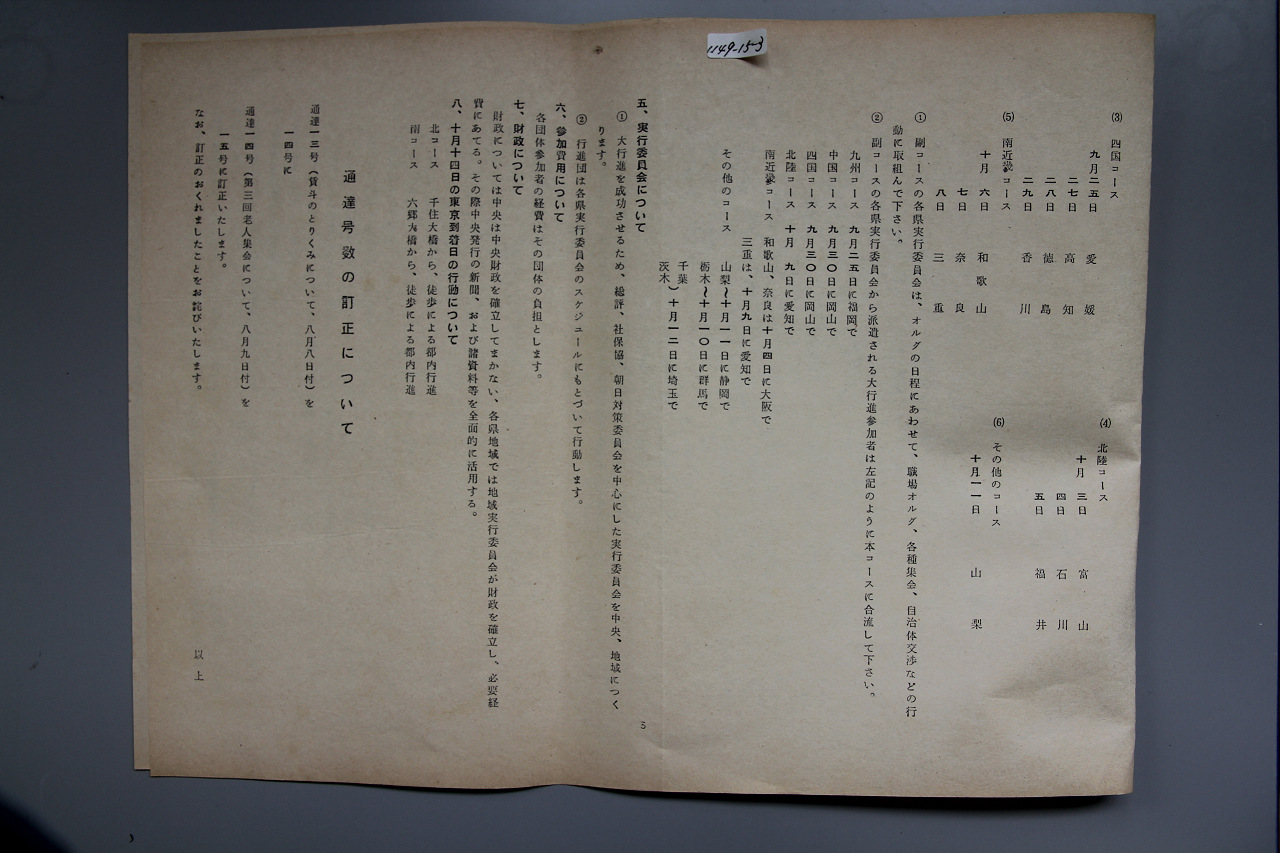 1149-15-3
(3) 四国コース
九月二五日 愛媛
二七日 高知
二八日 徳島
二九日 香川
(4) 北陸コース
十月三日 富山
四日 石川
五日 福井
(5) 南近畿コース
十月六日 和歌山
七日 奈良
八日 三重
(6) その他のコース
十月一一日 山梨
① 副コースの各県実行委員会は、オルグの日程にあわせて、職場オルグ、各種集会、自治体交渉などの行
動に取組んで下さい。
② 副コースの各県実行委員会から派遣される大行進参加者は左記のように本コースに合流して下さい。
九州コース 九月二五日に福岡で
中国コース 九月三〇日に岡山で
四国コース 九月三〇日に岡山で
北陸コース 十月九日に愛知で
南近畿コース 和歌山、奈良は十月四日に大阪で
三重は、十月九日に愛知で
その他のコース 山梨〜十月一一日に静岡で
栃木〜十月一〇日に群馬で
千葉
茨木 ) 十月一二日に埼玉で
5
五、実行委員会について
① 大行進を成功させるため、総評、社保協、朝日対策委員会を中心にした実行委員会を中央、地域につく
ります。
② 行進団は各県実行委員会のスケジュールにもとづいて行動します。
六、参加費用について
各団体参加者の経費はその団体の負担とします。
七、財政について
財政については中央は中央財政を確立してまかない、各県地域では地域実行委員会が財政を確立し、必要経
費にあてる。その際中央発行の新聞、および諸資料等を全面的に活用する。
八、十月十四日の東京到着日の行動について
北コース 千住大橋から、徒歩による都内行進
南コース 六郷大橋から、徒歩による都内行進
通達号数の訂正について
通達一三号（賃斗のとりくみについて、八月八日付）を
一四号に
通達一四号（第三回老人集会について、八月九日付）を
一五号に訂正いたします。
なお、訂正のおくれましたことをお詫びいたします。
以上